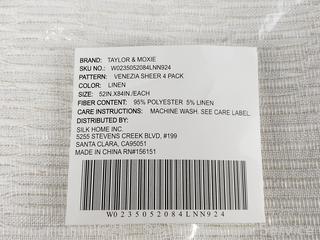 BRAND: TAYLOR & MOXIE
SKU NO.: W0235052084LNN924
PATTERN: VENEZIA SHEER 4 PACK
COLOR: LINEN
SIZE: 52IN.X84IN./EACH
FIBER CONTENT: 95% POLYESTER 5% LINEN
CARE INSTRUCTIONS: MACHINE WASH. SEE CARE LABEL
DISTRIBUTED BY:
SILK HOME INC.
5255 STEVENS CREEK BLVD, #199
SANTA CLARA, CA95051
MADE IN CHINA RN#156151
W0235052084LNN924